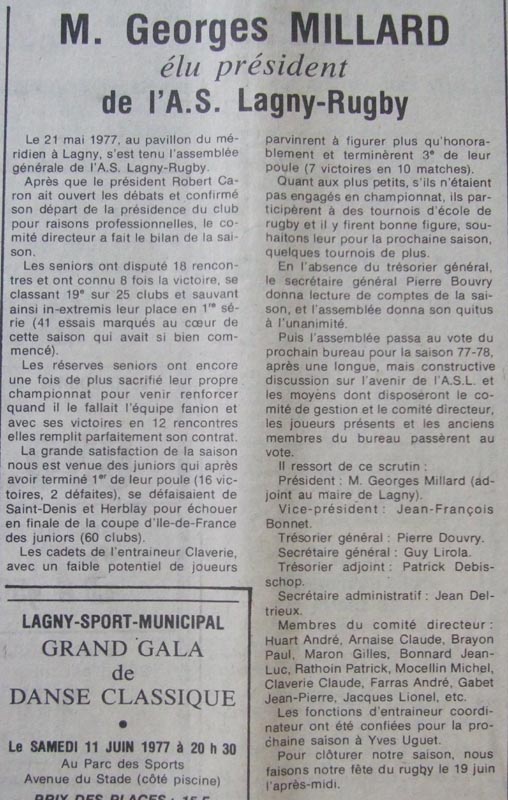 M. Georges MILLARD
élu président
de l'A.S. Lagny-Rugby
Le 21 mai 1977, au pavillon du mé-
ridien à Lagny, s'est tenu l'assemblée
générale de l'A.S. Lagny-Rugby.
Après que le président Robert Ca-
ron ait ouvert les débats et confirmé
son départ de la présidence du club
pour raisons professionnelles, le co-
mité directeur a fait le bilan de la sai-
son.
Les seniors ont disputé 18 rencon-
tres et ont connu 8 fois la victoire, se
classant 19e sur 25 clubs et sauvant
ainsi in-extremis leur place en 1re sé-
rie (41 essais marqués au cœur de
cette saison qui avait si bien com-
mencé).
Les réserves seniors ont encore
une fois de plus sacrifié leur propre
championnat pour venir renforcer
quand il le fallait l'équipe fanion et
avec ses victoires en 12 rencontres
elles remplit parfaitement son contrat.
La grande satisfaction de la saison
nous est venue des juniors qui après
avoir terminé 1er de leur poule (16 vic-
toires, 2 défaites), se défaisaient de
Saint-Denis et Herblay pour échouer
en finale de la coupe d'Ile-de-France
des juniors (60 clubs).
Les cadets de l'entraineur Claverie,
avec un faible potentiel de joueurs
parvinrent à figurer plus qu'honora-
blement et terminèrent 3e de leur
poule (7 victoires en 10 matches).
Quant aux plus petits, s'ils n'étaient
pas engagés en championnat, ils par-
ticipèrent à des tournois d'école de
rugby et il y firent bonne figure, sou-
haitons leur pour la prochaine saison,
quelques tournois de plus.
En l'absence du trésorier général,
le secrétaire général Pierre Bouvry
donna lecture de comptes de la sai-
son, et l'assemblée donna son quitus
à l'unanimité.
Puis l'assemblée passa au vote du
prochain bureau pour la saison 77-78,
après une longue, mais constructive
discussion sur l'avenir de l'A.S.L. et
les moyens dont disposeront le co-
mité de gestion et le comité directeur,
les joueurs présents et les anciens
membres du bureau passèrent au
vote.
Il ressort de ce scrutin :
Président : M. Georges Millard (ad-
joint au maire de Lagny).
Vice-président : Jean-François
Bonnet.
Trésorier général : Pierre Douvry.
Secrétaire général : Guy Lirola.
Trésorier adjoint : Patrick Debis-
schop.
Secrétaire administratif : Jean Del-
trieux.
Membres du comité directeur :
Huart André, Arnaise Claude, Brayon
Paul, Maron Gilles, Bonnard Jean-
Luc, Rathoin Patrick, Mocellin Michel,
Claverie Claude, Farras André, Gabet
Jean-Pierre, Jacques Lionel, etc.
Les fonctions d'entraineur coordi-
nateur ont été confiées pour la pro-
chaine saison à Yves Uguet.
Pour clôturer notre saison, nous
faisons notre fête du rugby le 19 juin
l'après-midi.
LAGNY-SPORT-MUNICIPAL
GRAND GALA
de
DANSE CLASSIQUE
•
Le SAMEDI 11 JUIN 1977 à 20 h 30
Au Parc des Sports
Avenue du Stade (côté piscine)
PRIX DES PLACES : 15 F